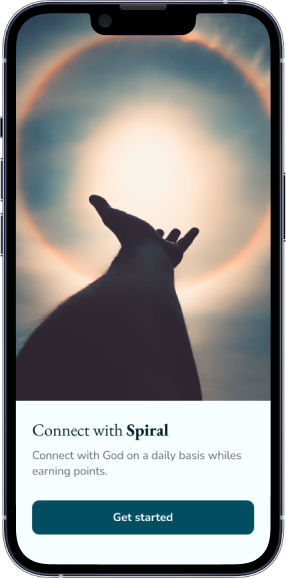 Connect with Spiral
Connect with God on a daily basis whiles
earning points.
Get started